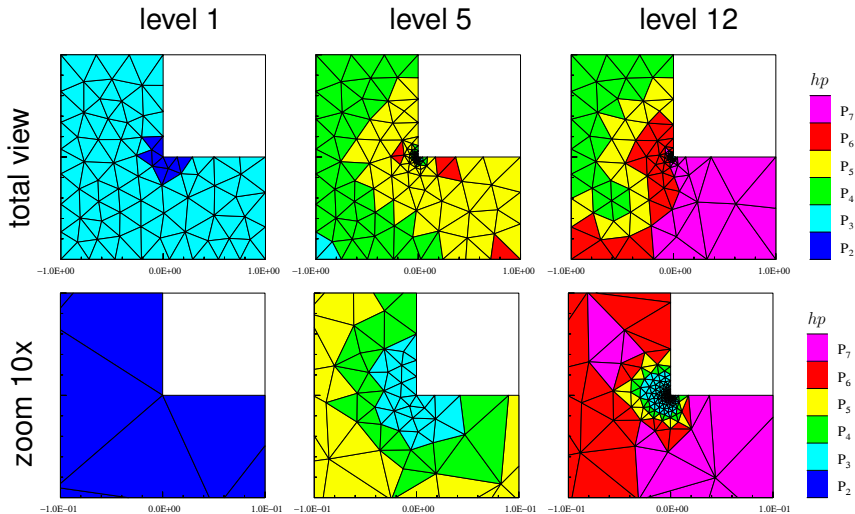 level 1 level 5 level 12
total view
hp
P7
P6
P5
P4
P3
P2
−1.0E+00 0.0E+00 1.0E+00
−1.0E+00 0.0E+00 1.0E+00
−1.0E+00 0.0E+00 1.0E+00
zoom 10x
hp
P7
P6
P5
P4
P3
P2
−1.0E−01 0.0E+00 1.0E−01
−1.0E−01 0.0E+00 1.0E−01
−1.0E−01 0.0E+00 1.0E−01